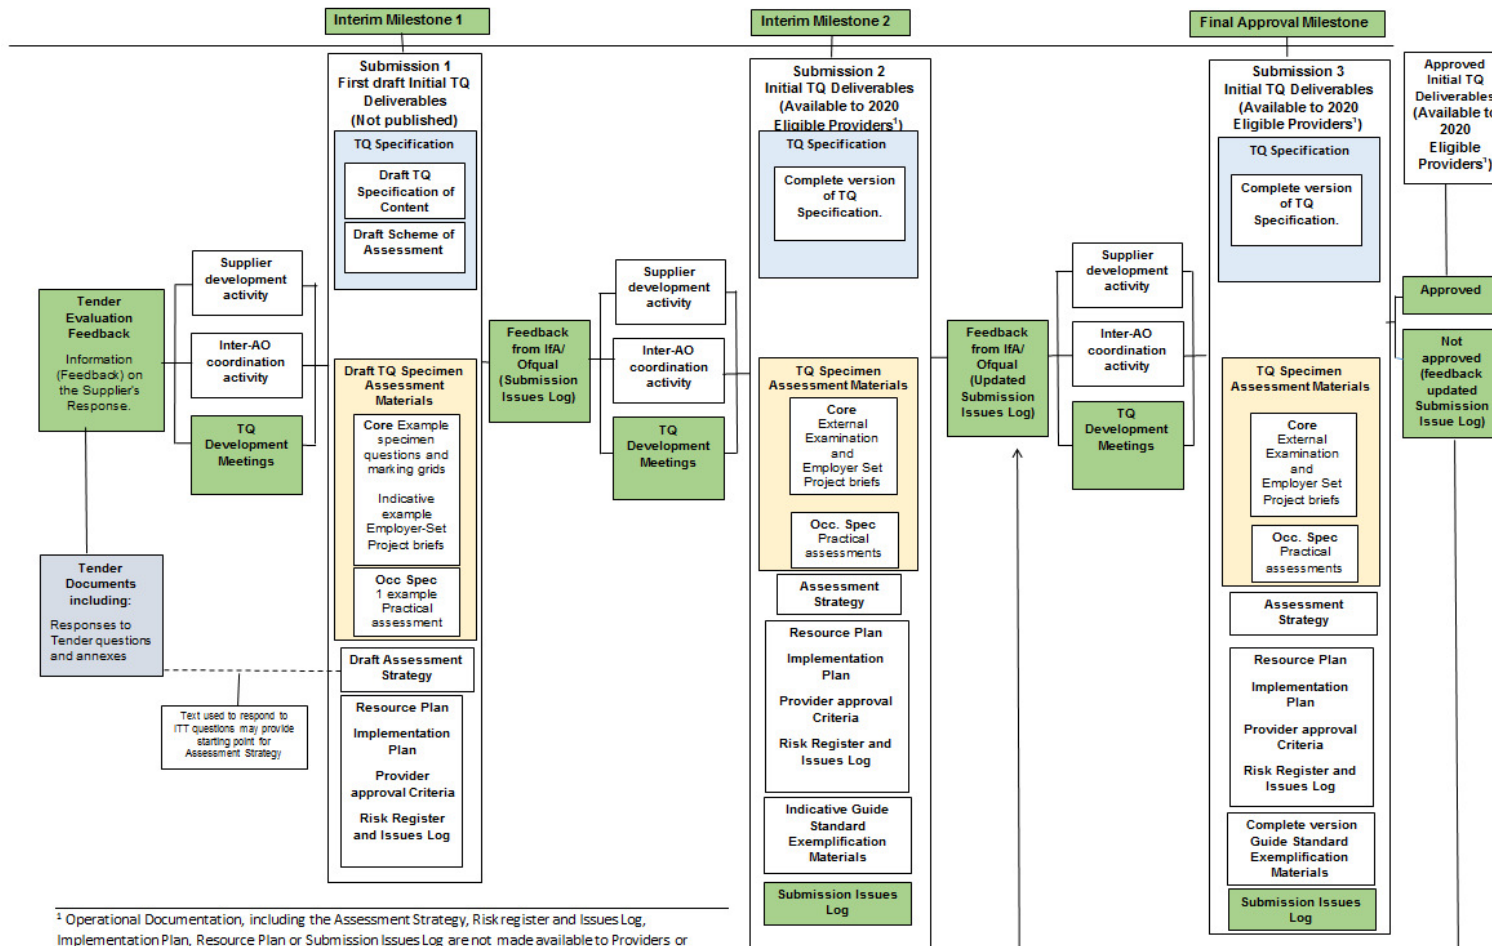 Interim Milestone 1
Interim Milestone 2
Final Approval Milestone
Submission 1
First draft Initial TQ
Deliverables
(Not published)
TQ Specification
Draft TQ
Specification of
Content
Draft Scheme of
Assessment
Draft TQ Specimen
Assessment
Materials
Core Example
specimen
questions and
marking grids
Indicative
example
Employer-Set
Project briefs
Occ Spec
1 example
Practical
assessment
Draft Assessment
Strategy
Resource Plan
Implementation
Plan
Provider
approval Criteria
Risk Register
and Issues Log
Tender
Evaluation
Feedback
Information
(Feedback) on
the Supplier's
Response.
Supplier
development
activity
Inter-AO
coordination
activity
TQ
Development
Meetings
Tender
Documents
including:
Responses to
Tender questions
and annexes
Text used to respond to
ITT questions may provide
starting point for
Assessment Strategy
Feedback
from IfA/
Ofqual
(Submission
Issues Log)
Supplier
development
activity
Inter-AO
coordination
activity
TQ
Development
Meetings
Submission 2
Initial TQ Deliverables
(Available to 2020
Eligible Providers¹)
TQ Specification
Complete version
of TQ
Specification.
TQ Specimen
Assessment Materials
Core
External
Examination
and
Employer Set
Project briefs
Occ. Spec
Practical
assessments
Assessment
Strategy
Resource Plan
Implementation
Plan
Provider approval
Criteria
Risk Register and
Issues Log
Indicative Guide
Standard
Exemplification
Materials
Submission Issues
Log
Feedback
from IfA/
Ofqual
(Updated
Submission
Issues Log)
Supplier
development
activity
Inter-AO
coordination
activity
TQ
Development
Meetings
Submission 3
Initial TQ Deliverables
(Available to 2020
Eligible Providers¹)
TQ Specification
Complete version
of TQ
Specification.
TQ Specimen
Assessment Materials
Core
External
Examination
and
Employer Set
Project briefs
Occ. Spec
Practical
assessments
Assessment
Strategy
Resource Plan
Implementation
Plan
Provider approval
Criteria
Risk Register and
Issues Log
Complete version
Guide Standard
Exemplification
Materials
Submission Issues
Log
Approved
Initial TQ
Deliverables
(Available to
2020
Eligible
Providers¹)
Approved
Not
approved
(feedback
updated
Submission
Issue Log)
¹ Operational Documentation, including the Assessment Strategy, Risk register and Issues Log,
Implementation Plan, Resource Plan or Submission Issues Log are not made available to Providers or